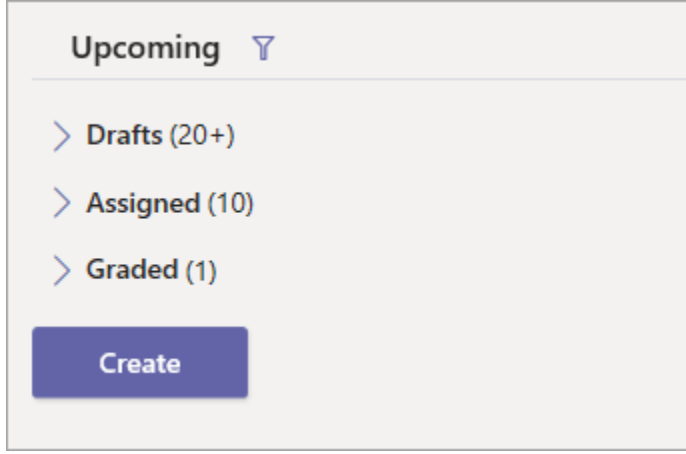 Upcoming
Drafts (20+)
Assigned (10)
Graded (1)
Create